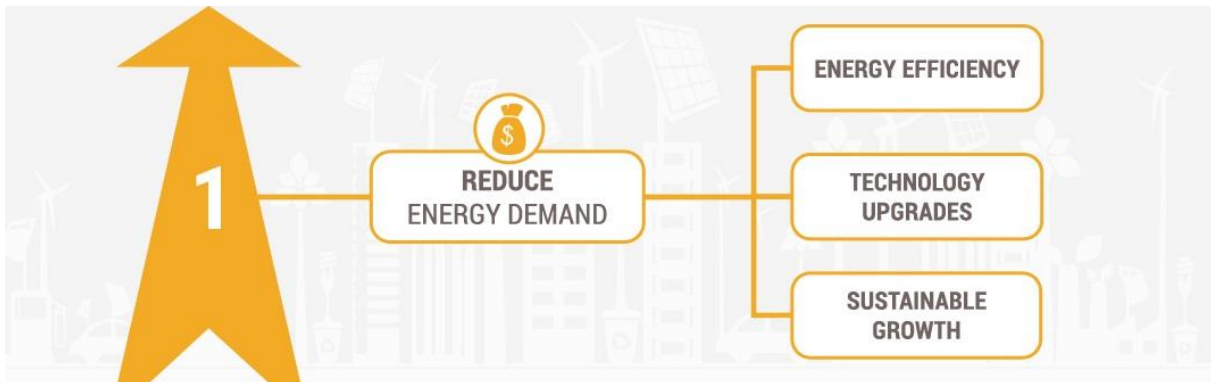 1
$
REDUCE
ENERGY DEMAND
ENERGY EFFICIENCY
TECHNOLOGY
UPGRADES
SUSTAINABLE
GROWTH